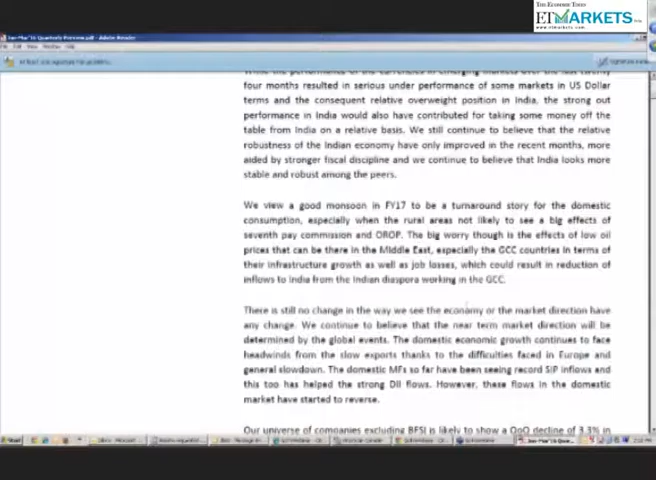 THE ECONOMIC TIMES
ETMARKETS
www.etmarkets.com
Jan-Mar'16 Quarterly Preview.pdf - Adobe Reader
four months resulted in serious under performance of some markets in US Dollar
terms and the consequent relative overweight position in India, the strong out
performance in India would also have contributed for taking some money off the
table from India on a relative basis. We still continue to believe that the relative
robustness of the Indian economy have only improved in the recent months, more
aided by stronger fiscal discipline and we continue to believe that India looks more
stable and robust among the peers.
We view a good monsoon in FY17 to be a turnaround story for the domestic
consumption, especially when the rural areas not likely to see a big effects of
seventh pay commission and OROP. The big worry though is the effects of low oil
prices that can be there in the Middle East, especially the GCC countries in terms of
their infrastructure growth as well as job losses, which could result in reduction of
inflows to India from the Indian diaspora working in the GCC.
There is still no change in the way we see the economy or the market direction have
any change. We continue to believe that the near term market direction will be
determined by the global events. The domestic economic growth continues to face
headwinds from the slow exports thanks to the difficulties faced in Europe and
general slowdown. The domestic MFs so far have been seeing record SIP inflows and
this too has helped the strong DII flows. However, these flows in the domestic
market have started to reverse.
Our universe of companies excluding BFSI is likely to show a QoQ decline of 3.3% in